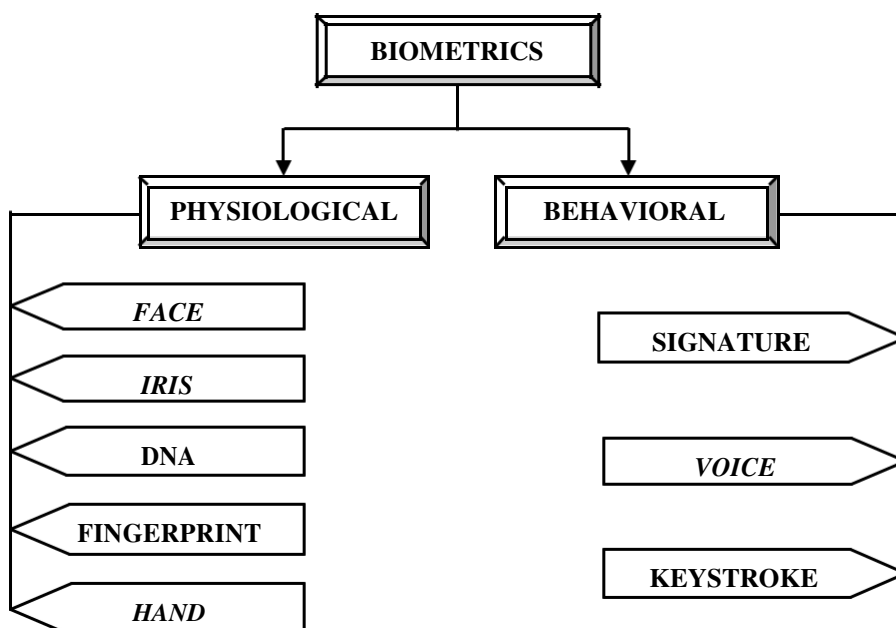 BIOMETRICS
PHYSIOLOGICAL
BEHAVIORAL
FACE
IRIS
DNA
FINGERPRINT
HAND
SIGNATURE
VOICE
KEYSTROKE